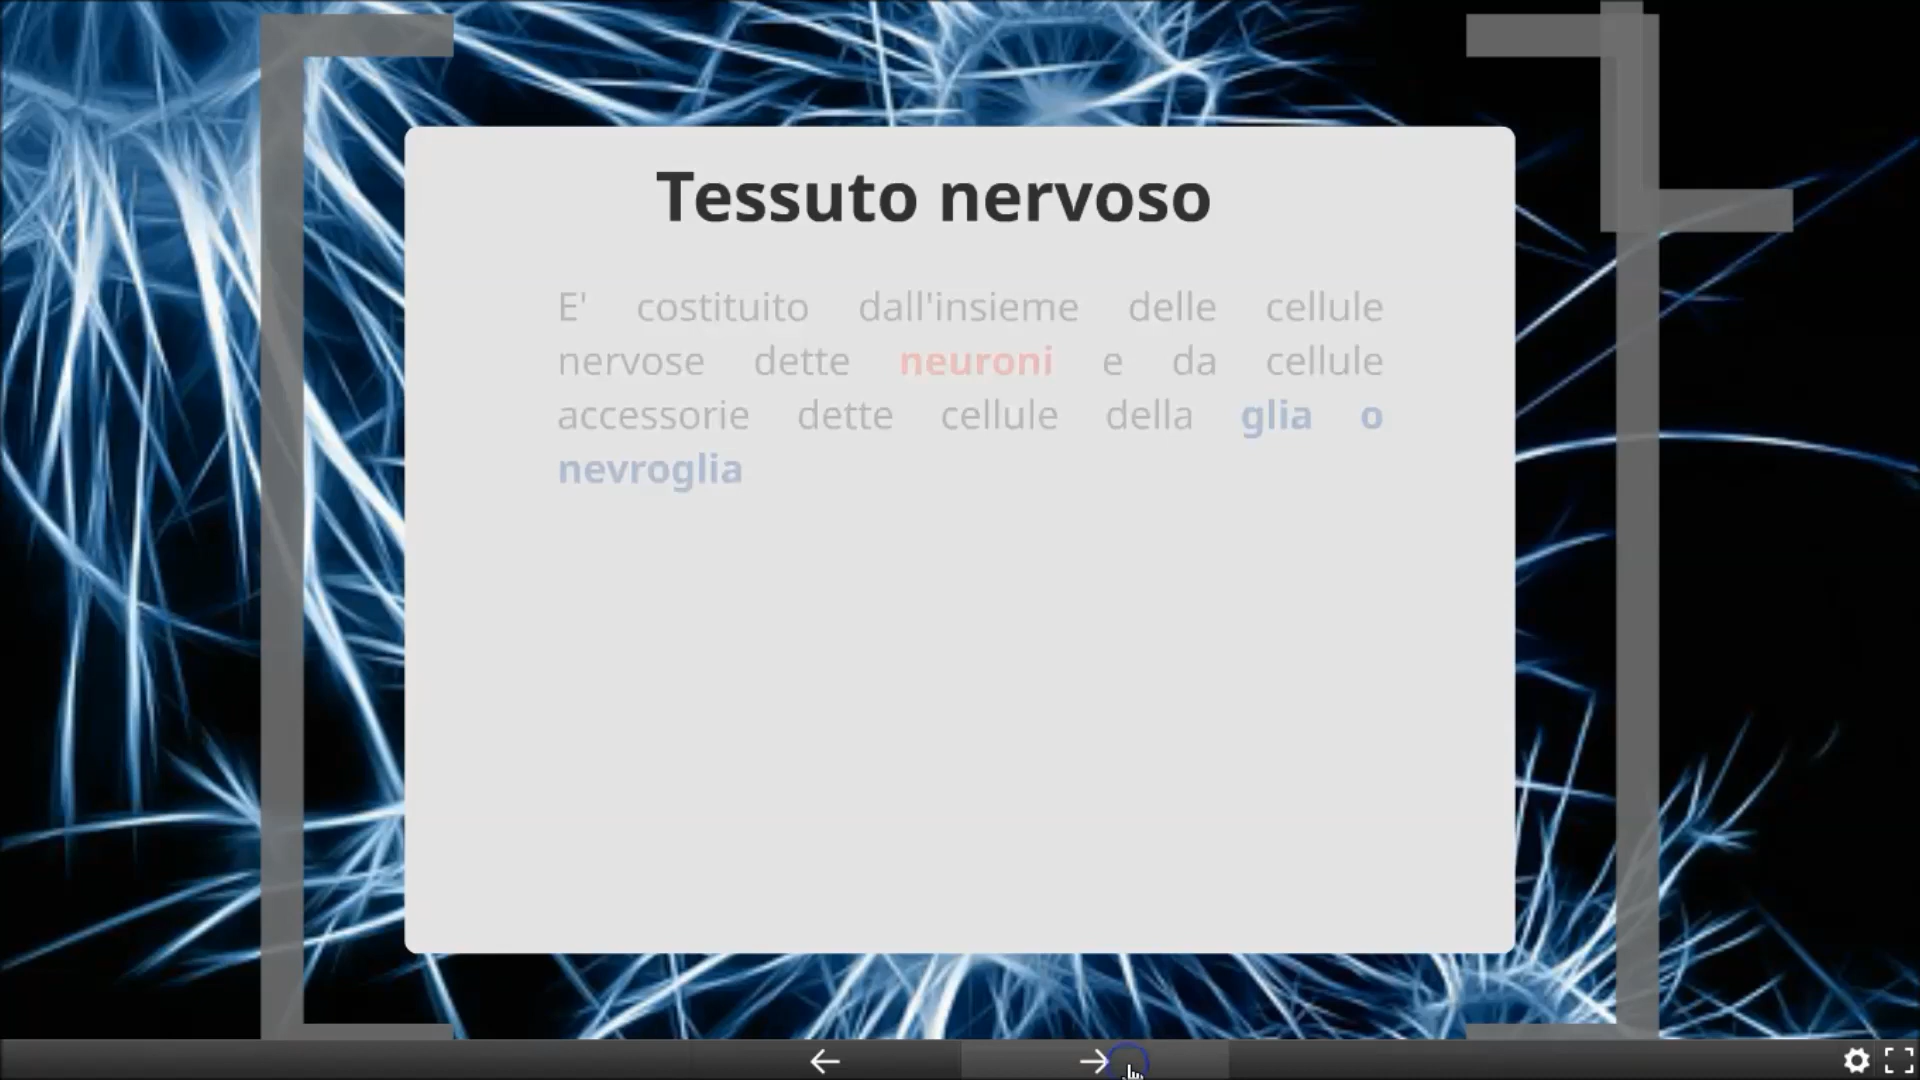 Tessuto nervoso
E' costituito dall'insieme delle cellule
nervose dette neuroni e da cellule
accessorie dette cellule della glia o
nevroglia